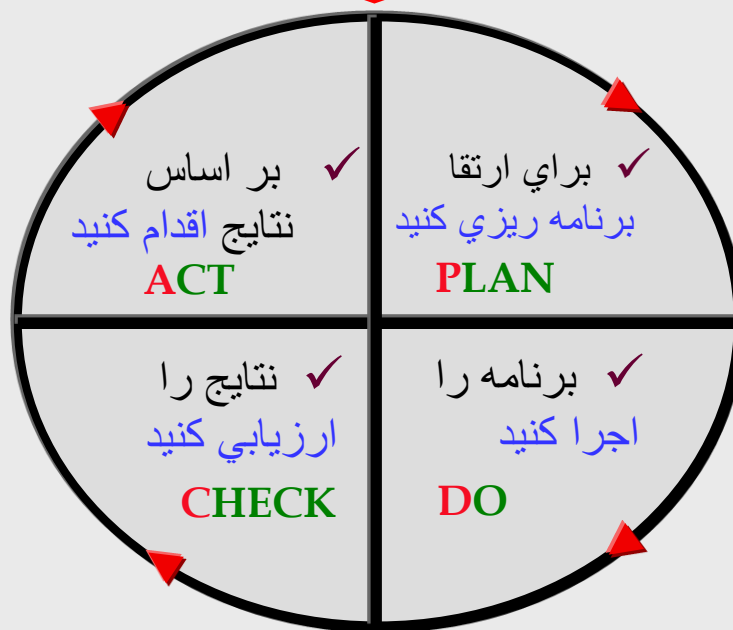 ✓ براي ارتقا
برنامه ريزي كنيد
PLAN
✓ برنامه را
اجرا كنيد
DO
✓ نتايج را
ارزيابي كنيد
CHECK
✓ بر اساس
نتايج اقدام كنيد
ACT